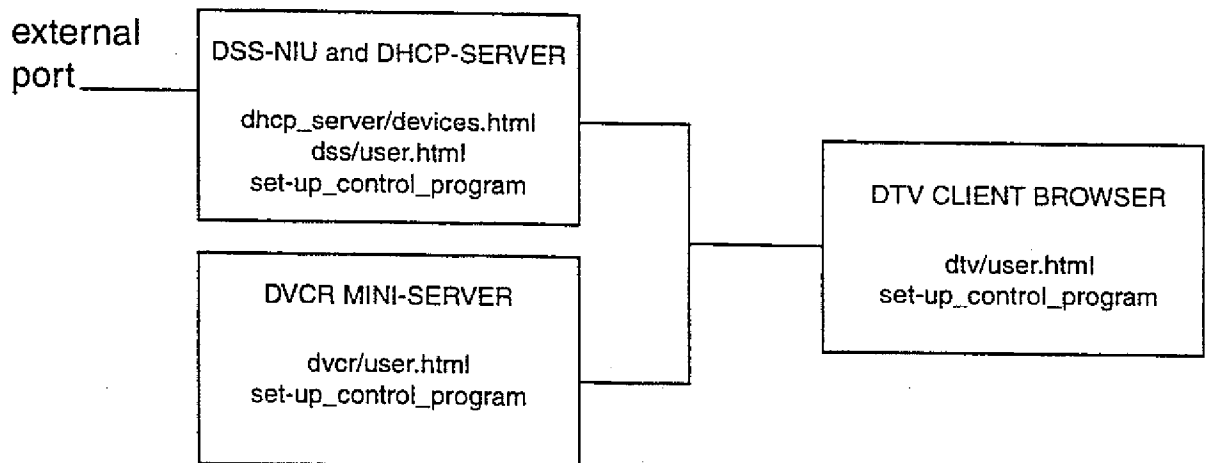 external
port
DSS-NIU and DHCP-SERVER
dhcp_server/devices.html
dss/user.html
set-up_control_program
DVCR MINI-SERVER
dvcr/user.html
set-up_control_program
DTV CLIENT BROWSER
dtv/user.html
set-up_control_program